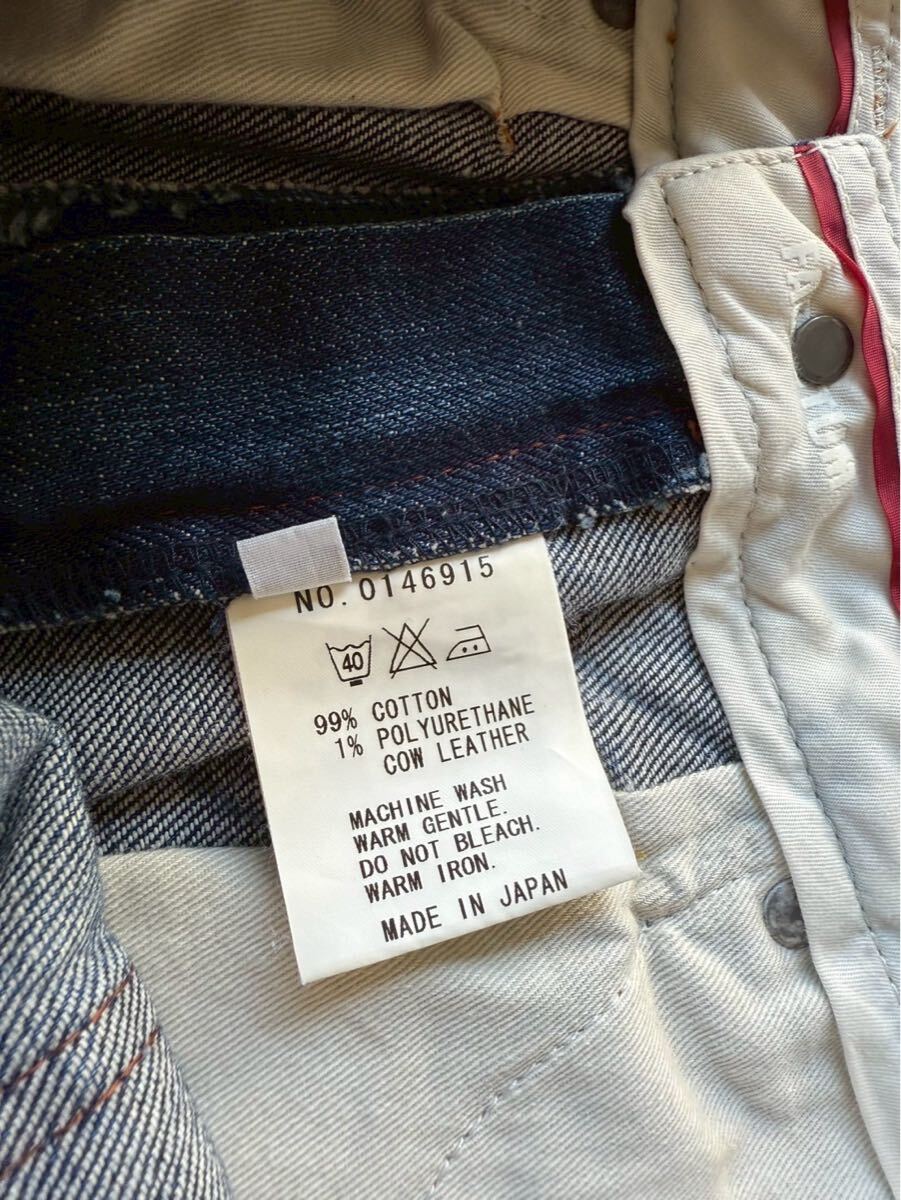 NO. 0146915
40
99% COTTON
1% POLYURETHANE
COW LEATHER
MACHINE WASH
WARM GENTLE.
DO NOT BLEACH.
WARM IRON.
MADE IN JAPAN